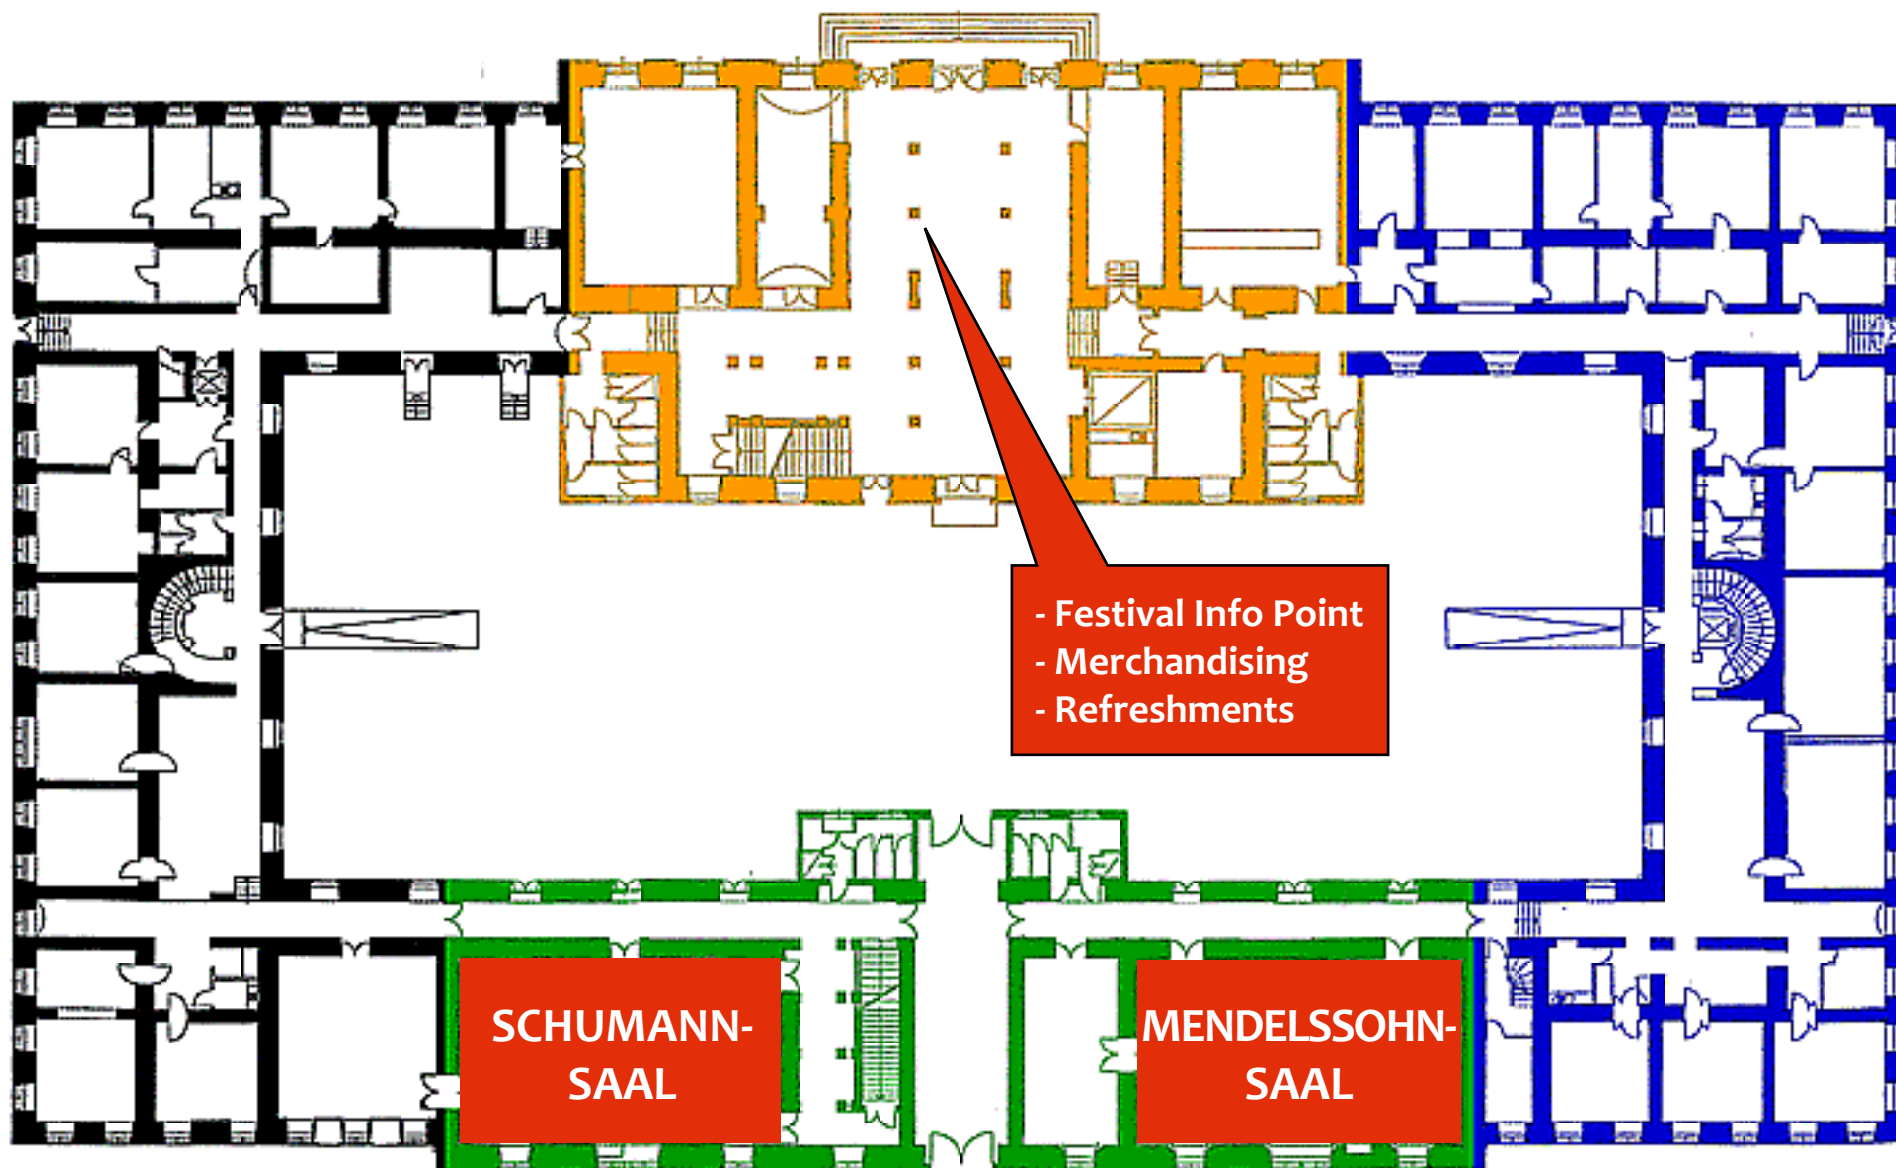 - Festival Info Point
- Merchandising
- Refreshments
SCHUMANN-
SAAL
MENDELSSOHN-
SAAL